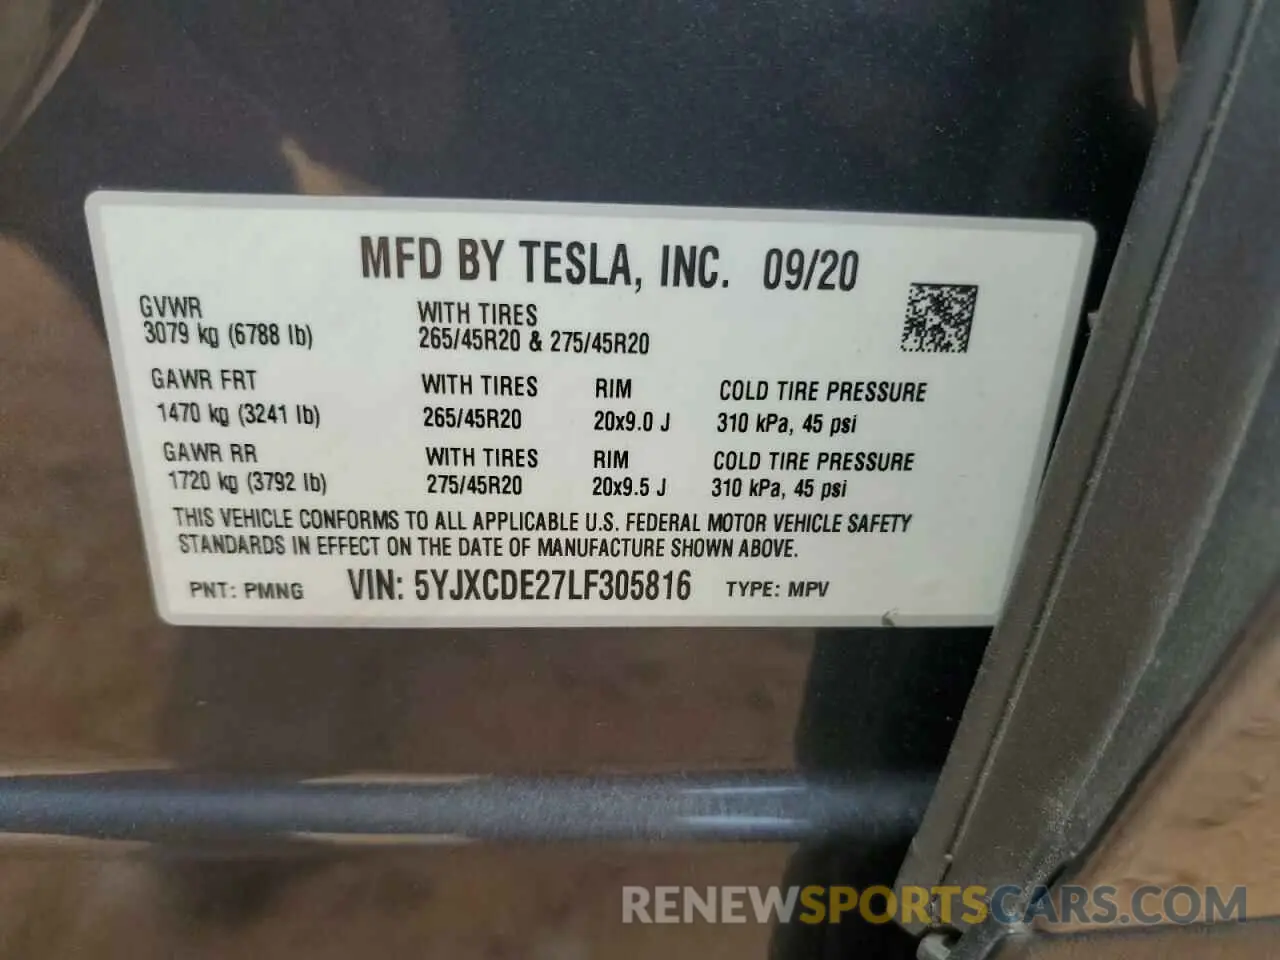 MFD BY TESLA, INC. 09/20
GVWR
3079 kg (6788 lb)
WITH TIRES
265/45R20 & 275/45R20
GAWR FRT WITH TIRES RIM COLD TIRE PRESSURE
1470 kg (3241 lb) 265/45R20 20x9.0 J 310 kPa, 45 psi
GAWR RR WITH TIRES RIM COLD TIRE PRESSURE
1720 kg (3792 lb) 275/45R20 20x9.5 J 310 kPa, 45 psi
THIS VEHICLE CONFORMS TO ALL APPLICABLE U.S. FEDERAL MOTOR VEHICLE SAFETY
STANDARDS IN EFFECT ON THE DATE OF MANUFACTURE SHOWN ABOVE.
PNT: PMNG VIN: 5YJXCDE27LF305816 TYPE: MPV
RENEWSPORTSCARS.COM